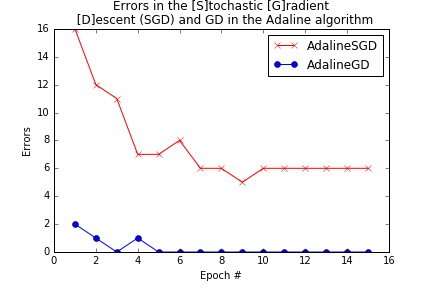 Errors in the [S]tochastic [G]radient
[D]escent (SGD) and GD in the Adaline algorithm
AdalineSGD
AdalineGD
Errors
16
14
12
10
8
6
4
2
0
0 2 4 6 8 10 12 14 16
Epoch #